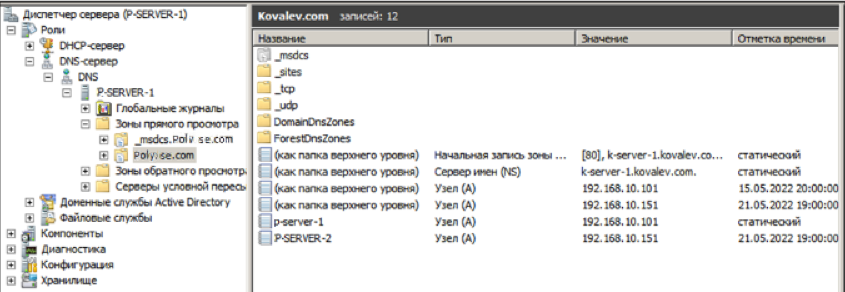 Диспетчер сервера (P-SERVER-1)
Роли
DHCP-сервер
DNS-сервер
DNS
P-SERVER-1
Глобальные журналы
Зоны прямого просмотра
_msdcs.Poly se.com
Зоны обратного просмотр
Серверы условной пересы
Доменные службы Active Directory
Файловые службы
Компоненты
Диагностика
Конфигурация
Хранилище
Kovalev.com записей: 12
Название Тип Значение Отметка времени
_msdcs
_sites
_tcp
_udp
DomainDnsZones
ForestDnsZones
(как папка верхнего уровня) Начальная запись зоны ... [80], k-server-1.kovalev.co... статический
(как папка верхнего уровня) Сервер имен (NS) k-server-1.kovalev.com. статический
(как папка верхнего уровня) Узел (A) 192.168.10.101 15.05.2022 20:00:00
(как папка верхнего уровня) Узел (A) 192.168.10.151 21.05.2022 19:00:00
p-server-1 Узел (A) 192.168.10.101 статический
P-SERVER-2 Узел (A) 192.168.10.151 21.05.2022 19:00:00